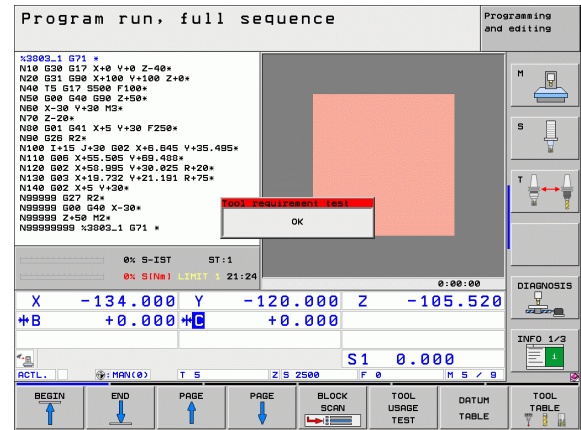 Program run, full sequence
Programming
and editing
%3803_1 G71 *
N10 G30 G17 X+0 Y+0 Z-40*
N20 G31 G90 X+100 Y+100 Z+0*
N40 T5 G17 S500 F100*
N50 G00 G40 G90 Z+50*
N60 X-30 Y+30 M3*
N70 Z-20*
N80 G01 G41 X+5 Y+30 F250*
N90 G26 R2*
N100 I+15 J+30 G02 X+6.645 Y+35.495*
N110 G06 X+55.505 Y+69.488*
N120 G02 X+58.995 Y+30.025 R+20*
N130 G03 X+19.732 Y+21.191 R+75*
N140 G02 X+5 Y+30*
N99999 G27 R2*
N99999 G00 G40 X-30*
N99999 Z+50 M2*
N99999999 %3803_1 G71 *
Tool requirement test
OK
M
S
T
DIAGNOSIS
INFO 1/3
1
0% S-IST ST:1
0% S[Nm] LIMIT 1 21:24
0:00:00
X -134.000 Y -120.000 Z -105.520
B +0.000 C +0.000
S1 0.000
ACTL. : MAN(0) T 5 Z S 2500 F 0 M 5 / 9
BEGIN
END
PAGE
PAGE
BLOCK
SCAN
TOOL
USAGE
TEST
DATUM
TABLE
TOOL
TABLE